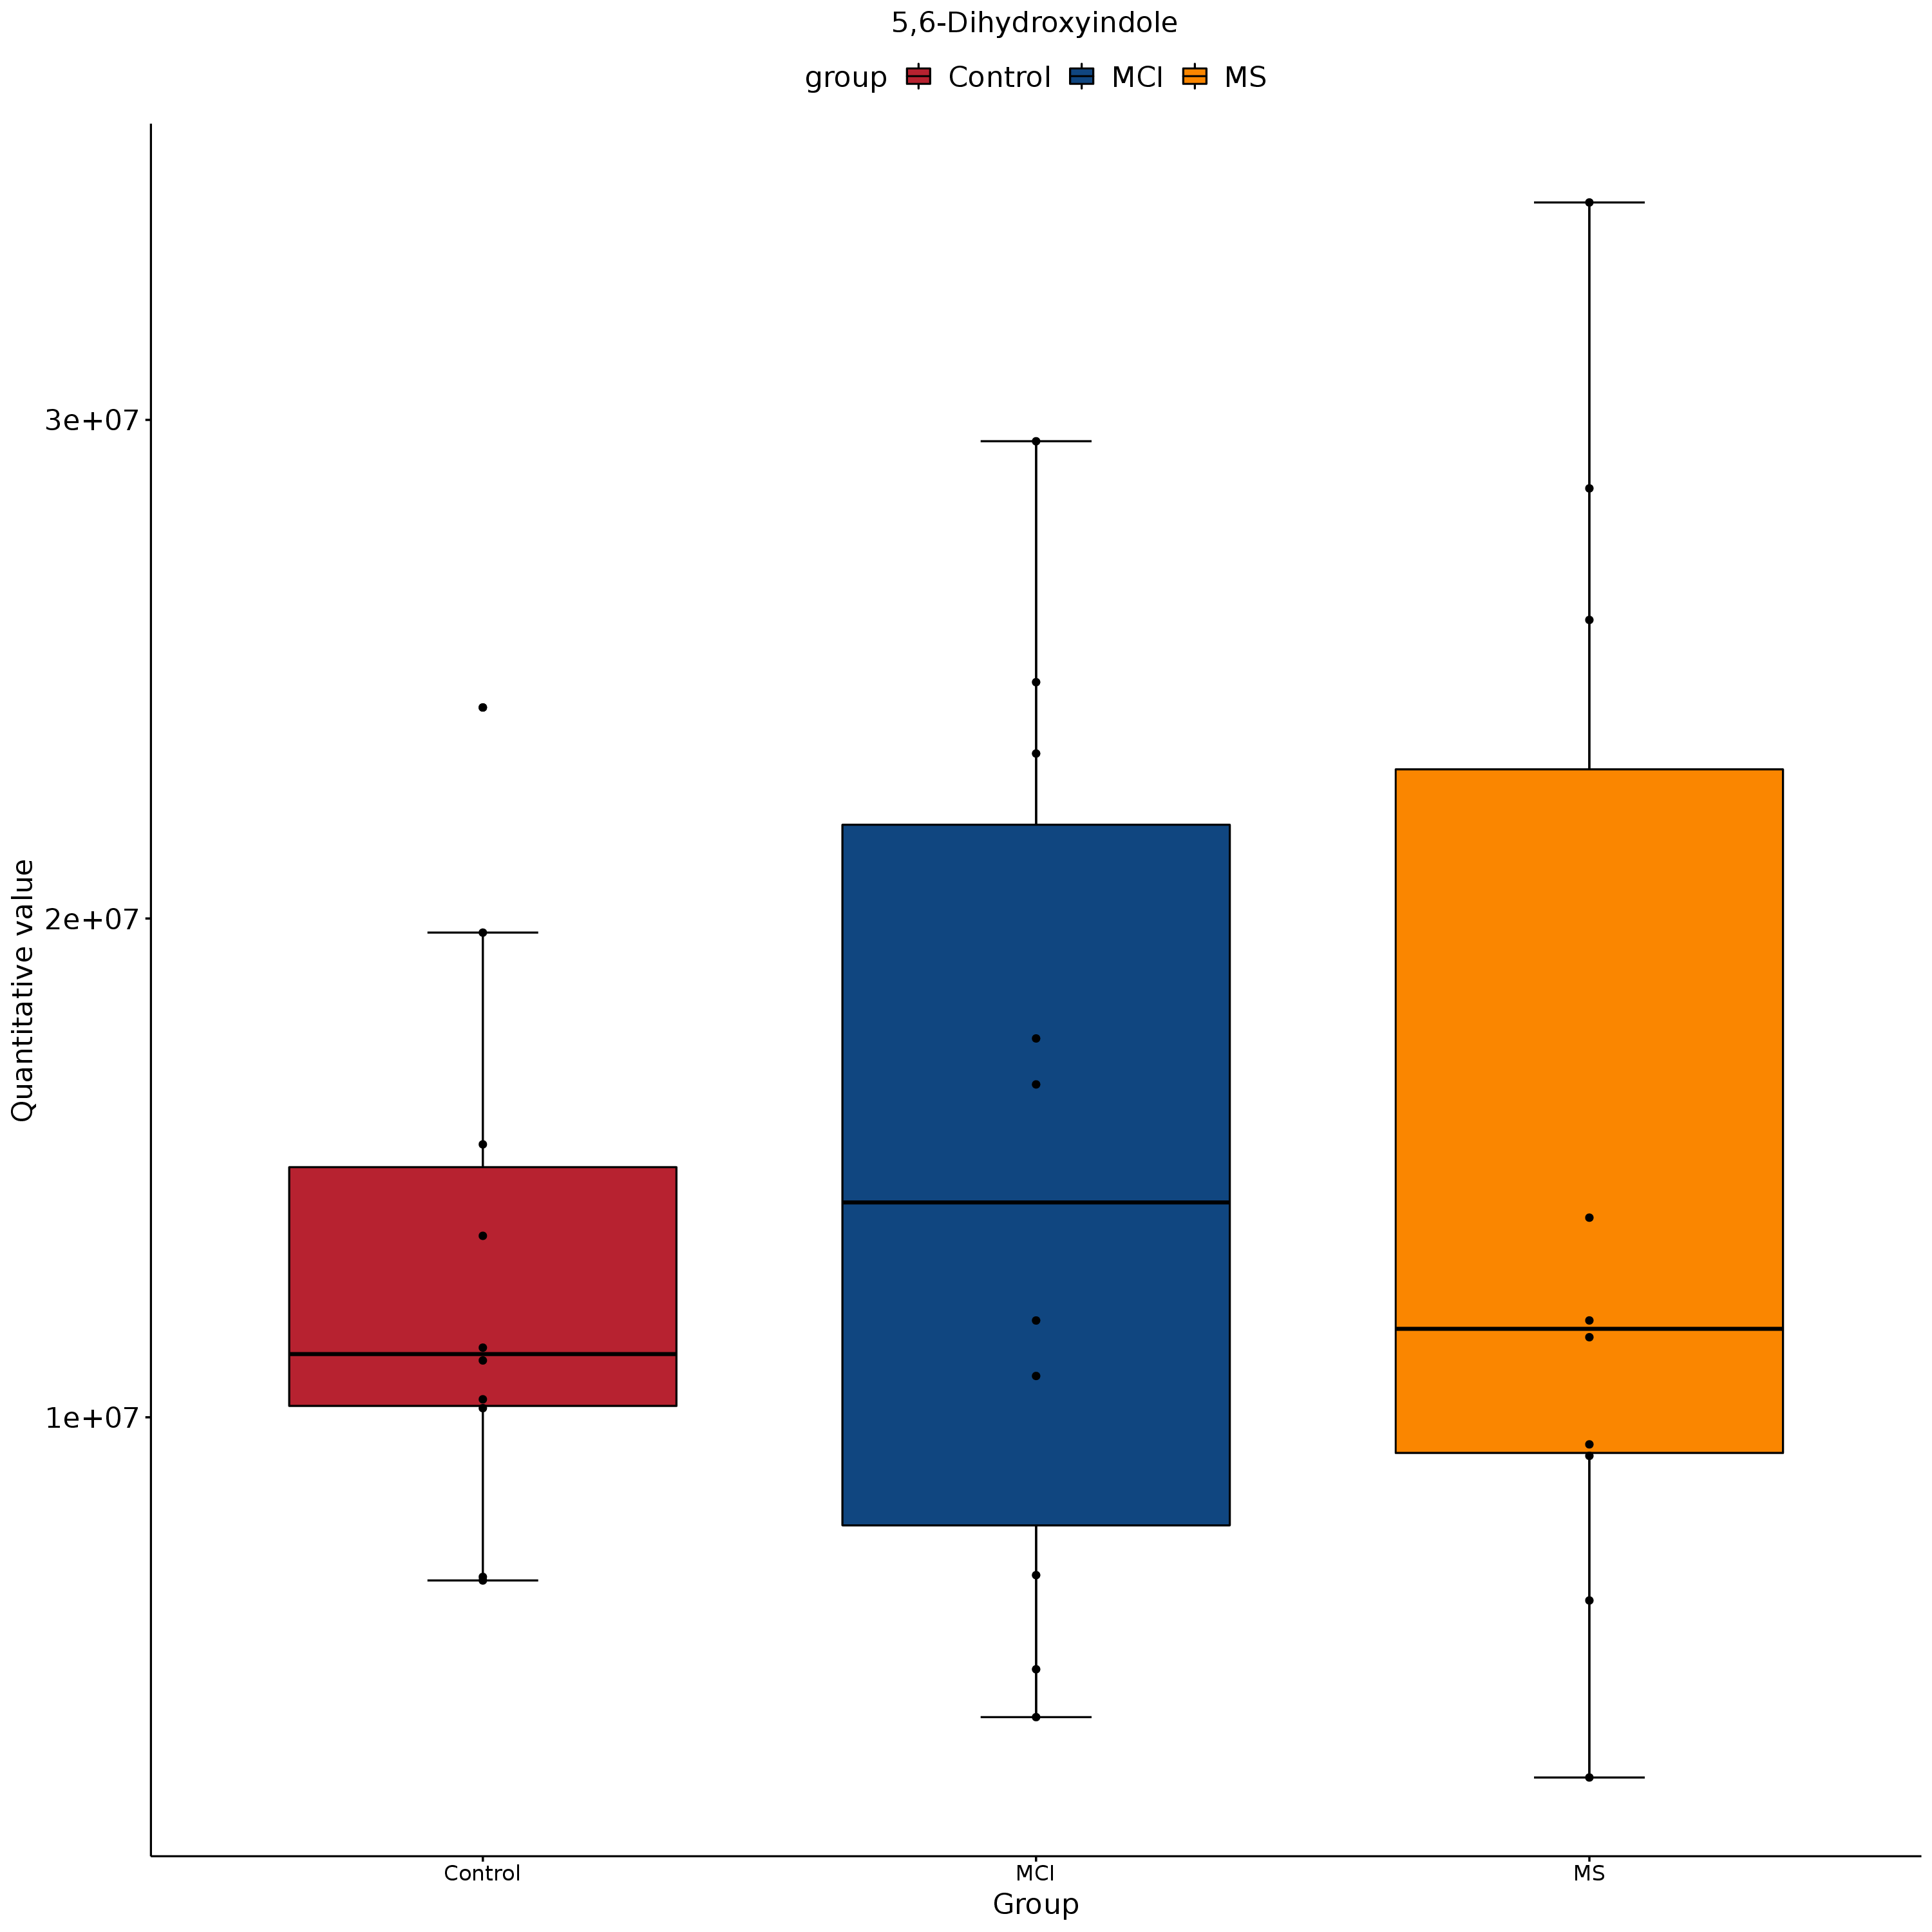 5,6-Dihydroxyindole
group Control MCI MS
Quantitative value
3e+07
2e+07
1e+07
Control MCI MS
Group